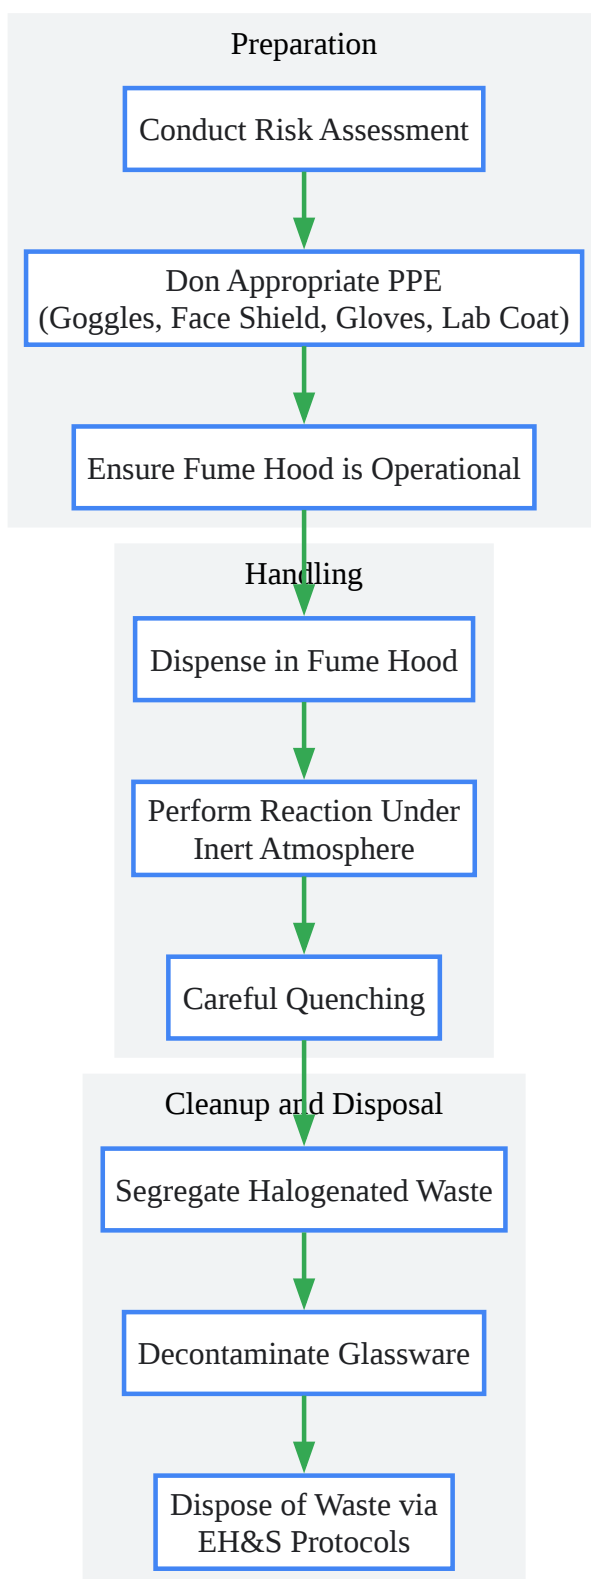 Preparation
Conduct Risk Assessment
Don Appropriate PPE
(Goggles, Face Shield, Gloves, Lab Coat)
Ensure Fume Hood is Operational
Handling
Dispense in Fume Hood
Perform Reaction Under
Inert Atmosphere
Careful Quenching
Cleanup and Disposal
Segregate Halogenated Waste
Decontaminate Glassware
Dispose of Waste via
EH&S Protocols